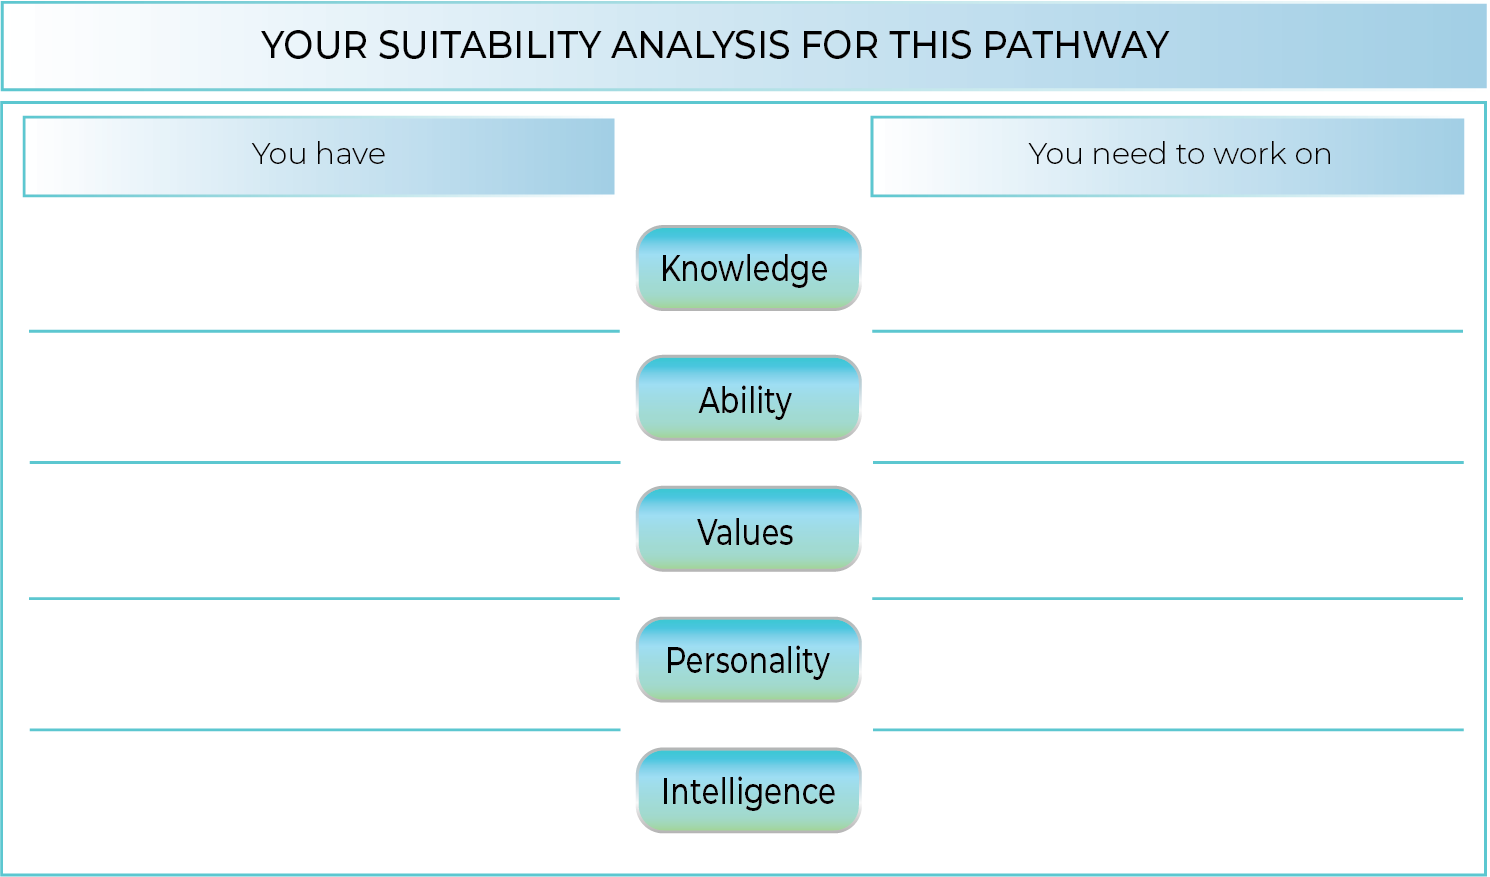 YOUR SUITABILITY ANALYSIS FOR THIS PATHWAY
You have
You need to work on
Knowledge
Ability
Values
Personality
Intelligence